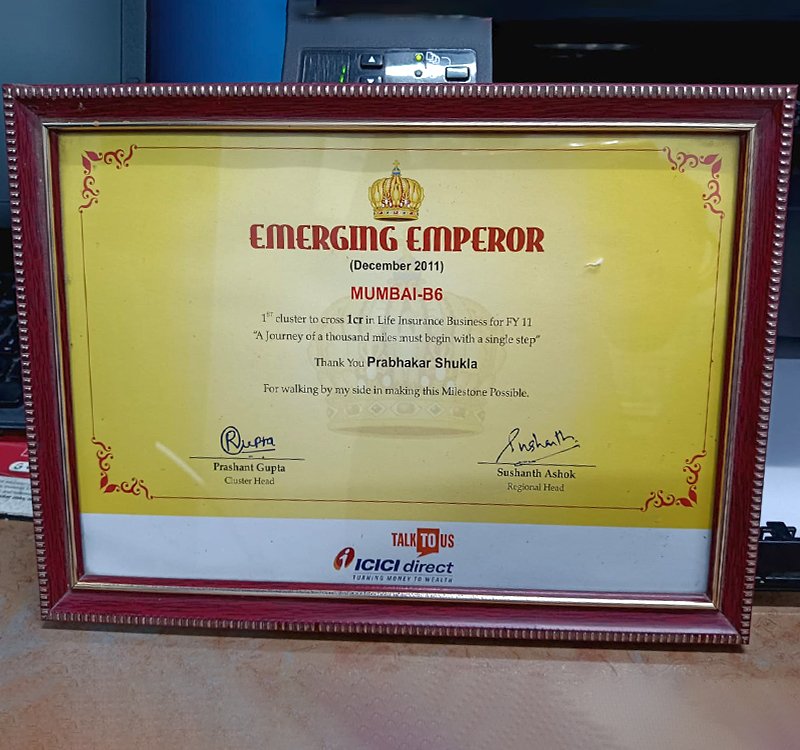 EMERGING EMPEROR
(December 2011)
MUMBAI-B6
1ST cluster to cross 1cr in Life Insurance Business for FY 11
"A Journey of a thousand miles must begin with a single step"
Thank You Prabhakar Shukla
For walking by my side in making this Milestone Possible.
RGupta
Prashant Gupta
Cluster Head
Sushanth.
Sushanth Ashok
Regional Head
TALK TO US
ICICI direct
TURNING MONEY TO WEALTH